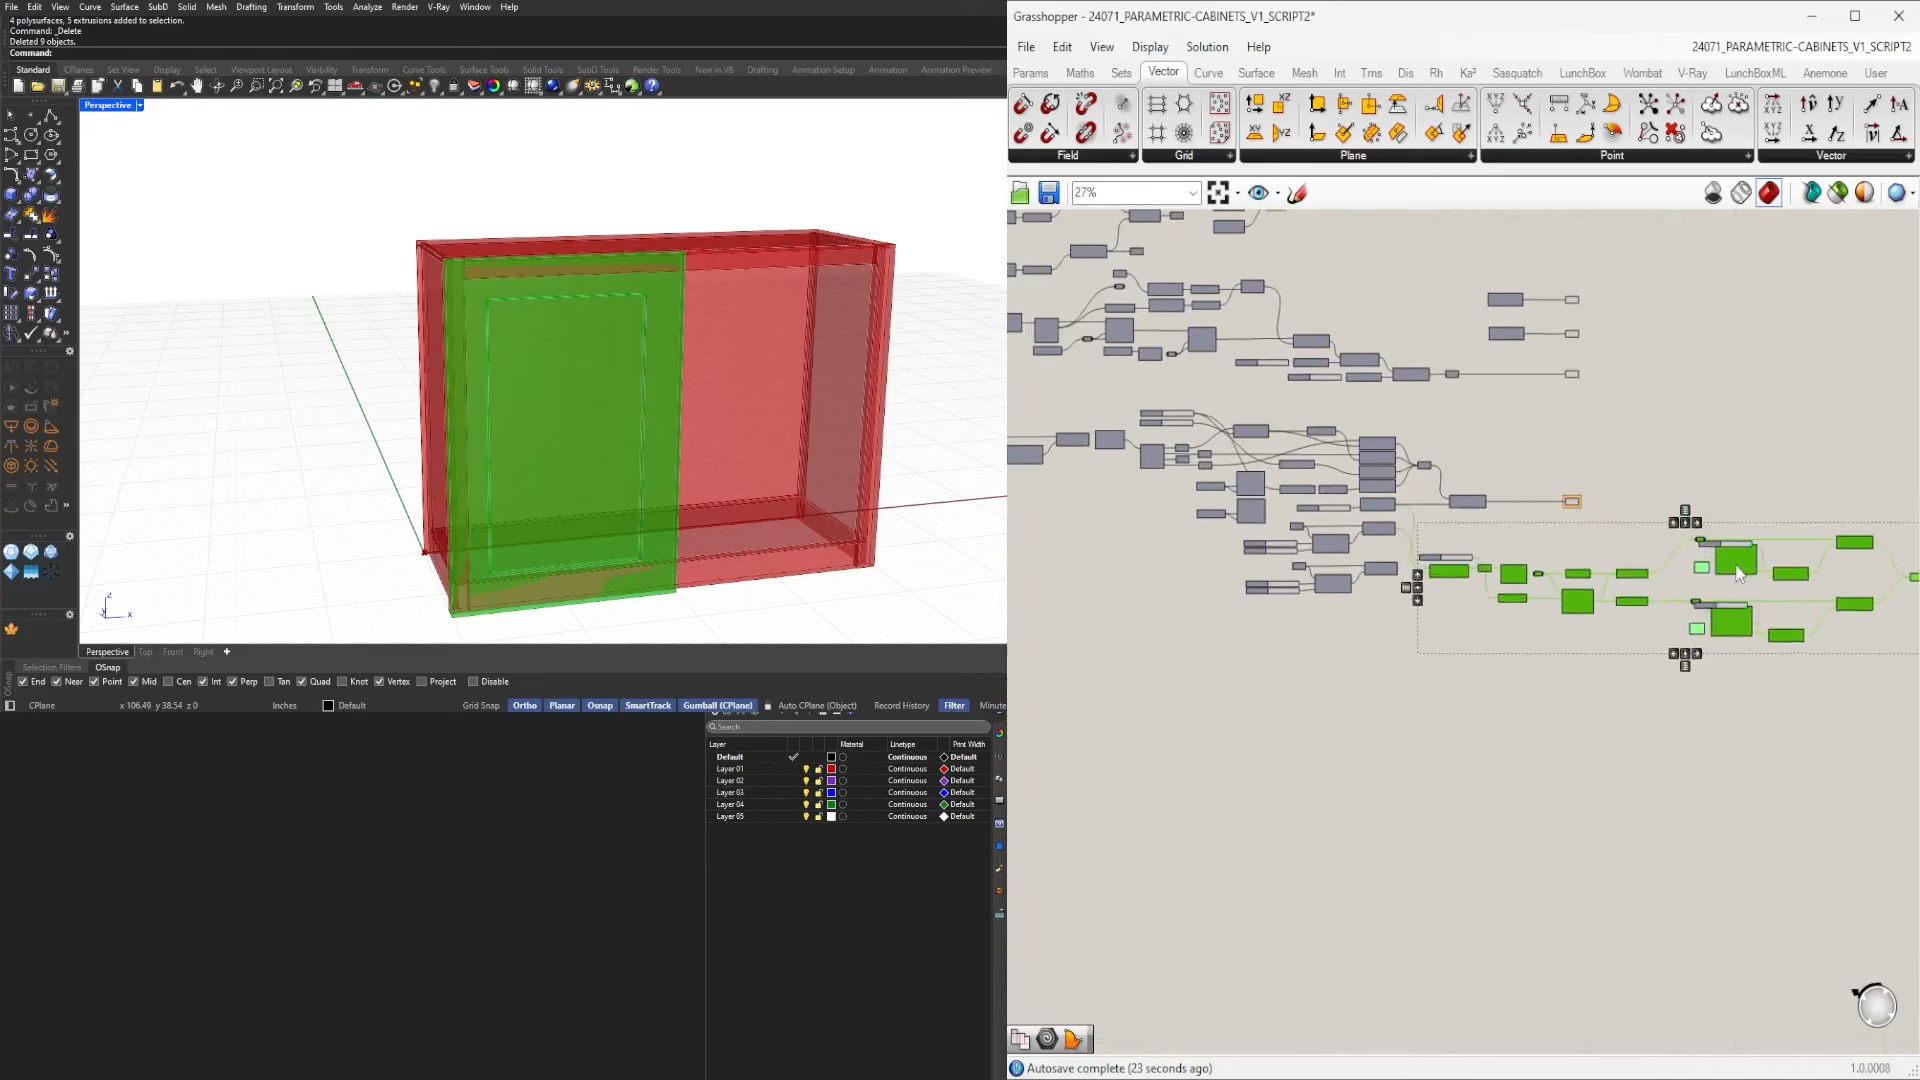 File Edit View Curve Surface SubD Solid Mesh Drafting Transform Tools Analyze Render V-Ray Window Help
4 polysurfaces, 5 extrusions added to selection.
Command: _Delete
Deleted 9 objects.
Command:
Standard CPlanes Set View Display Select Viewport Layout Visibility Transform Curve Tools Surface Tools Solid Tools SubD Tools Render Tools New in V8 Drafting Animation Setup Animation Animation Preview
Perspective
z
x
Perspective Top Front Right
Selection Filters OSnap
End Near Point Mid Cen Int Perp Tan Quad Knot Vertex Project Disable
CPlane x 106.49 y 38.54 z 0 Inches Default Grid Snap Ortho Planar Osnap SmartTrack Gumball (CPlane) Auto CPlane (Object) Record History Filter Minute
Search
Layer Material Linetype Print Width
Default Continuous Default
Layer 01 Continuous Default
Layer 02 Continuous Default
Layer 03 Continuous Default
Layer 04 Continuous Default
Layer 05 Continuous Default
Grasshopper - 24071_PARAMETRIC-CABINETS_V1_SCRIPT2*
File Edit View Display Solution Help 24071_PARAMETRIC-CABINETS_V1_SCRIPT2
Params Maths Sets Vector Curve Surface Mesh Int Trns Dis Rh Ka² Sasquatch LunchBox Wombat V-Ray LunchBoxML Anemone User
Field Grid Plane Point Vector
27%
Autosave complete (23 seconds ago) 1.0.0008